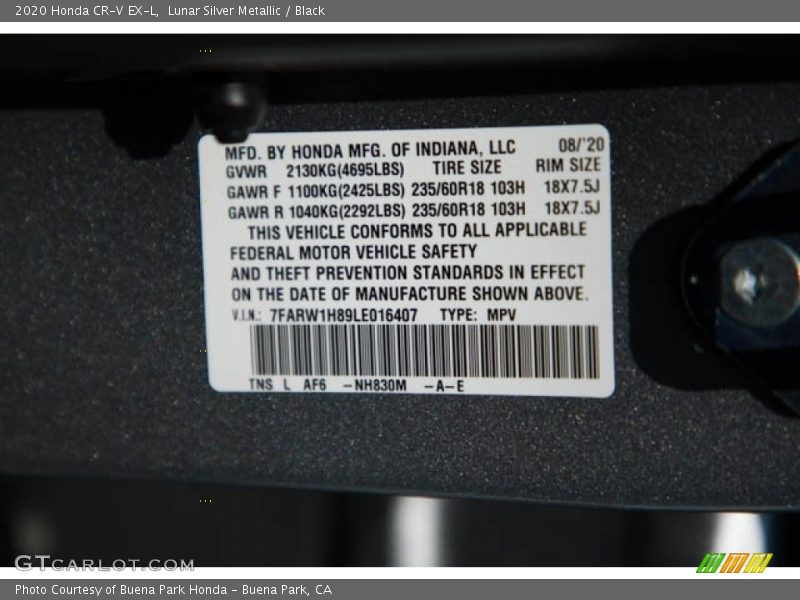 2020 Honda CR-V EX-L,  Lunar Silver Metallic / Black
MFD. BY HONDA MFG. OF INDIANA, LLC 08/'20
GVWR 2130KG(4695LBS) TIRE SIZE RIM SIZE
GAWR F 1100KG(2425LBS) 235/60R18 103H 18X7.5J
GAWR R 1040KG(2292LBS) 235/60R18 103H 18X7.5J
THIS VEHICLE CONFORMS TO ALL APPLICABLE
FEDERAL MOTOR VEHICLE SAFETY
AND THEFT PREVENTION STANDARDS IN EFFECT
ON THE DATE OF MANUFACTURE SHOWN ABOVE.
V.I.N.: 7FARW1H89LE016407 TYPE: MPV
TNS L AF6 -NH830M -A-E
GTCARLOT.COM
Photo Courtesy of Buena Park Honda - Buena Park, CA